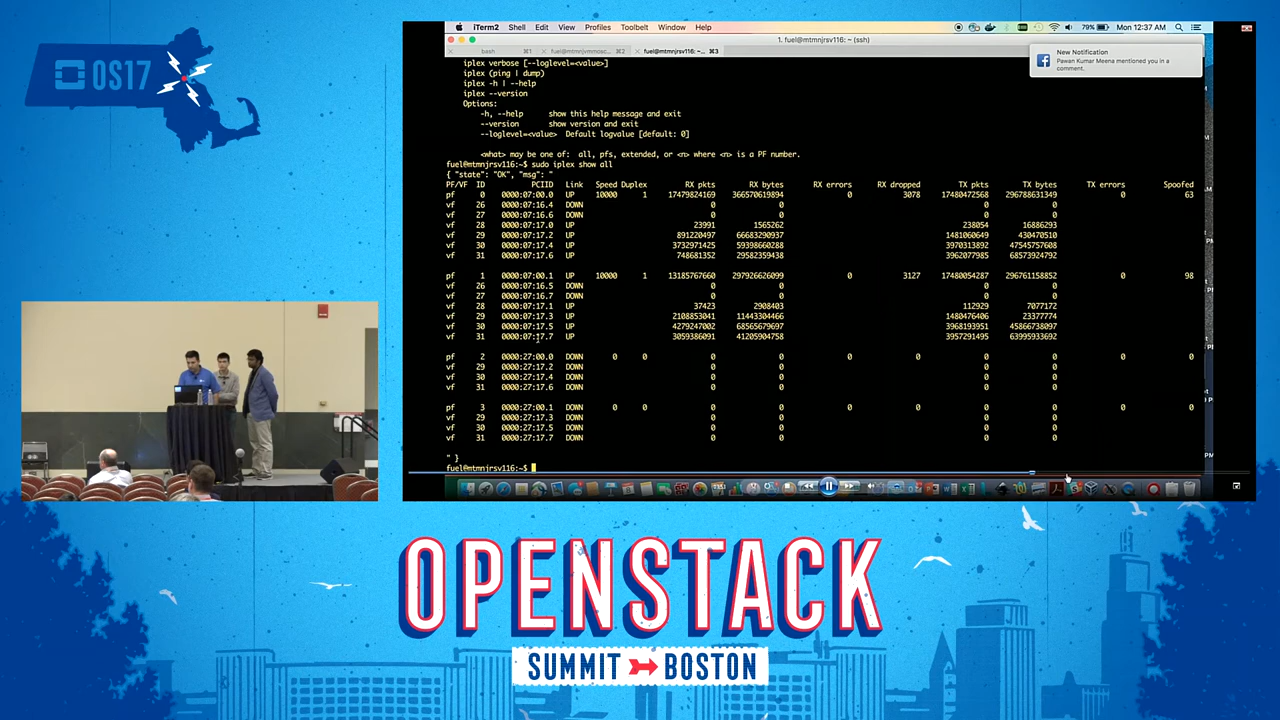 OS17
iTerm2 Shell Edit View Profiles Toolbelt Window Help
79% Mon 12:37 AM
1. fuel@mtmnjrsv116: ~ (ssh)
bash ⌘1 fuel@mtmnjvmmosc... ⌘2 fuel@mtmnjrsv116: ~... ⌘3
New Notification
Pawan Kumar Meena mentioned you in a
comment.
iplex verbose [--loglevel=<value>]
iplex (ping | dump)
iplex -h | --help
iplex --version
Options:
-h, --help show this help message and exit
--version show version and exit
--loglevel=<value> Default logvalue [default: 0]
<what> may be one of: all, pfs, extended, or <n> where <n> is a PF number.
fuel@mtmnjrsv116:~$ sudo iplex show all
{ "state": "OK", "msg": "
PF/VF ID PCIID Link Speed Duplex RX pkts RX bytes RX errors RX dropped TX pkts TX bytes TX errors Spoofed
pf 0 0000:07:00.0 UP 10000 1 17479824169 366570619894 0 3078 17480472568 296788631349 0 63
vf 26 0000:07:16.4 DOWN 0 0 0 0
vf 27 0000:07:16.6 DOWN 0 0 0 0
vf 28 0000:07:17.0 UP 23991 1565262 238054 16886293
vf 29 0000:07:17.2 UP 891220497 66683290937 1481060649 430470510
vf 30 0000:07:17.4 UP 3732971425 59398660288 3970313892 47545757608
vf 31 0000:07:17.6 UP 748681352 29582359438 3962077985 68573924792
pf 1 0000:07:00.1 UP 10000 1 13185767660 297926626099 0 3127 17480054287 296761158852 0 98
vf 26 0000:07:16.5 DOWN 0 0 0 0
vf 27 0000:07:16.7 DOWN 0 0 0 0
vf 28 0000:07:17.1 UP 37423 2908403 112929 7077172
vf 29 0000:07:17.3 UP 2108853041 11443304466 1480476406 23377774
vf 30 0000:07:17.5 UP 4279247002 68565679697 3968193951 45866738097
vf 31 0000:07:17.7 UP 3059386091 41205904758 3957291495 63995933692
pf 2 0000:27:00.0 DOWN 0 0 0 0 0 0 0 0 0 0
vf 29 0000:27:17.2 DOWN 0 0 0 0
vf 30 0000:27:17.4 DOWN 0 0 0 0
vf 31 0000:27:17.6 DOWN 0 0 0 0
pf 3 0000:27:00.1 DOWN 0 0 0 0 0 0 0 0 0 0
vf 29 0000:27:17.3 DOWN 0 0 0 0
vf 30 0000:27:17.5 DOWN 0 0 0 0
vf 31 0000:27:17.7 DOWN 0 0 0 0
" }
fuel@mtmnjrsv116:~$
OPENSTACK
SUMMIT BOSTON